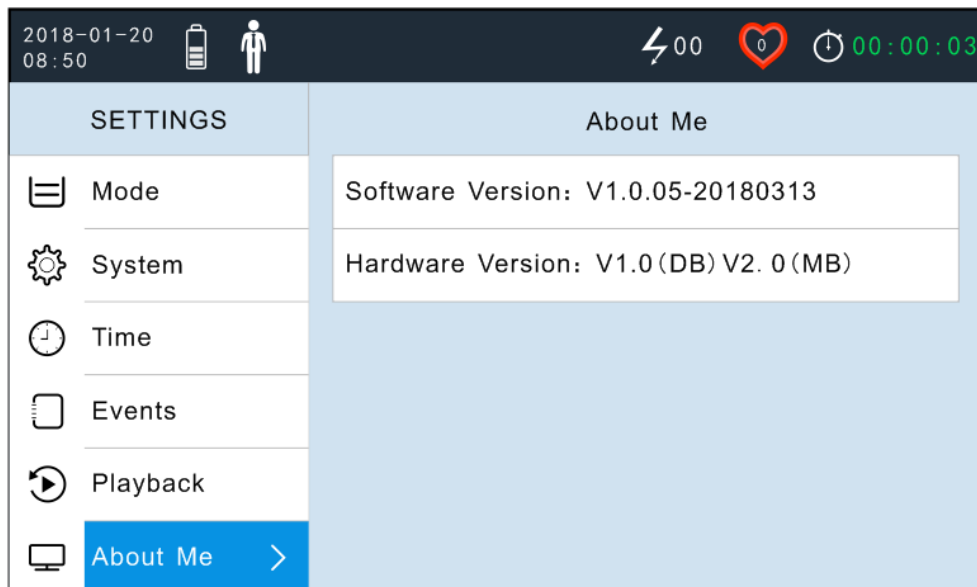 2018-01-20
08:50
00
0
00:00:03
SETTINGS
About Me
Mode
Software Version: V1.0.05-20180313
System
Hardware Version: V1.0(DB)V2.0(MB)
Time
Events
Playback
About Me